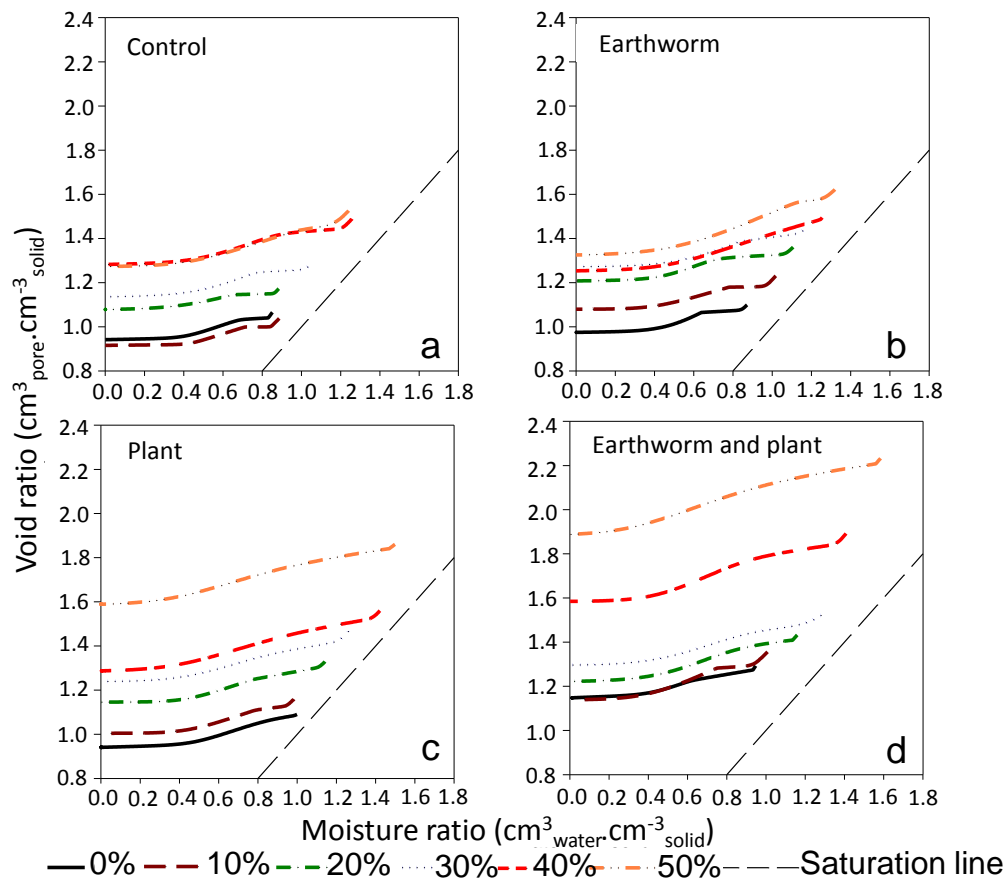 Void ratio (cm³pore.cm⁻³solid)
2.4
2.2
2.0
1.8
1.6
1.4
1.2
1.0
0.8
Control
a
0.0 0.2 0.4 0.6 0.8 1.0 1.2 1.4 1.6 1.8
2.4
2.2
2.0
1.8
1.6
1.4
1.2
1.0
0.8
Earthworm
b
0.0 0.2 0.4 0.6 0.8 1.0 1.2 1.4 1.6 1.8
2.4
2.2
2.0
1.8
1.6
1.4
1.2
1.0
0.8
Plant
c
0.0 0.2 0.4 0.6 0.8 1.0 1.2 1.4 1.6 1.8
2.4
2.2
2.0
1.8
1.6
1.4
1.2
1.0
0.8
Earthworm and plant
d
0.0 0.2 0.4 0.6 0.8 1.0 1.2 1.4 1.6 1.8
Moisture ratio (cm³water.cm⁻³solid)
0% 10% 20% 30% 40% 50% Saturation line